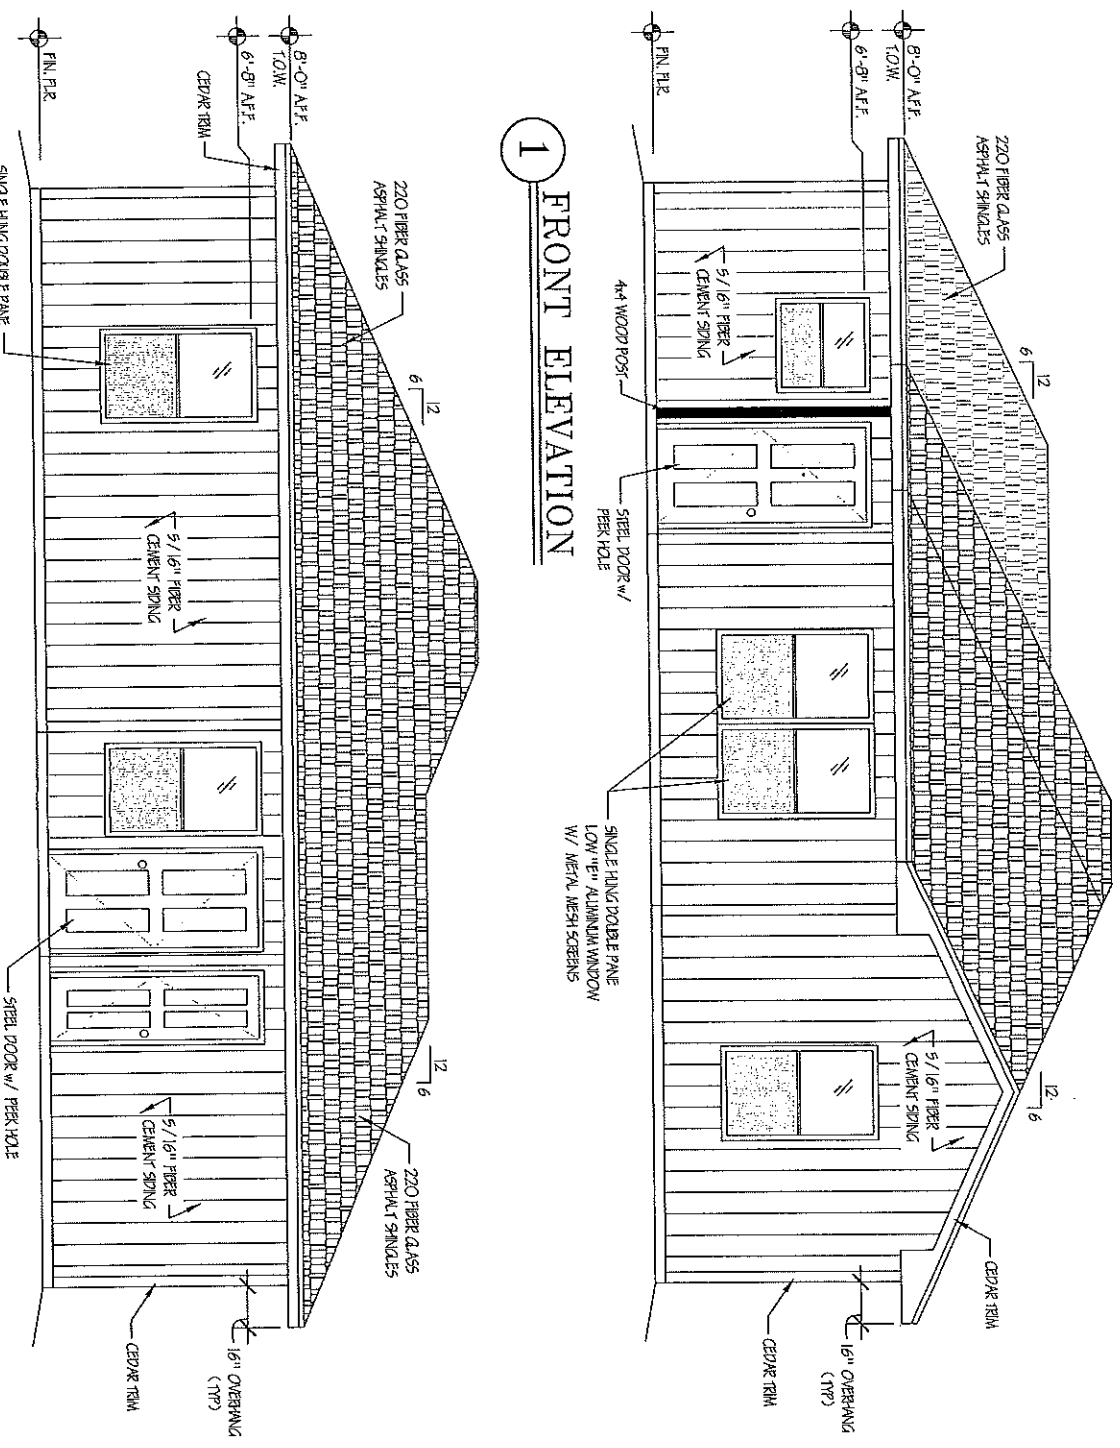 220 FIBER GLASS
ASPHALT SHINGLES
6
12
12
6
8'-0" A.F.F.
T.O.W.
6'-8" A.F.F.
FIN. FLR.
5/16" FIBER
CEMENT SIDING
4x4 WOOD POST
STEEL DOOR w/
PEEK HOLE
SINGLE HUNG DOUBLE PANE
LOW "E" ALUMINUM WINDOW
W/ METAL MESH SCREENS
5/16" FIBER
CEMENT SIDING
CEDAR TRIM
16" OVERHANG
(TYP)
CEDAR TRIM
1 FRONT ELEVATION
220 FIBER GLASS
ASPHALT SHINGLES
6
12
12
6
220 FIBER GLASS
ASPHALT SHINGLES
8'-0" A.F.F.
T.O.W.
6'-8" A.F.F.
CEDAR TRIM
FIN. FLR.
5/16" FIBER
CEMENT SIDING
5/16" FIBER
CEMENT SIDING
16" OVERHANG
(TYP)
CEDAR TRIM
STEEL DOOR w/ PEEK HOLE
SINGLE HUNG DOUBLE PANE